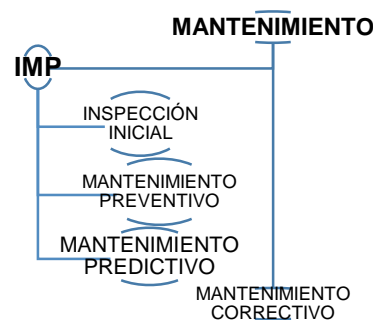 MANTENIMIENTO
IMP
INSPECCIÓN
INICIAL
MANTENIMIENTO
PREVENTIVO
MANTENIMIENTO
PREDICTIVO
MANTENIMIENTO
CORRECTIVO